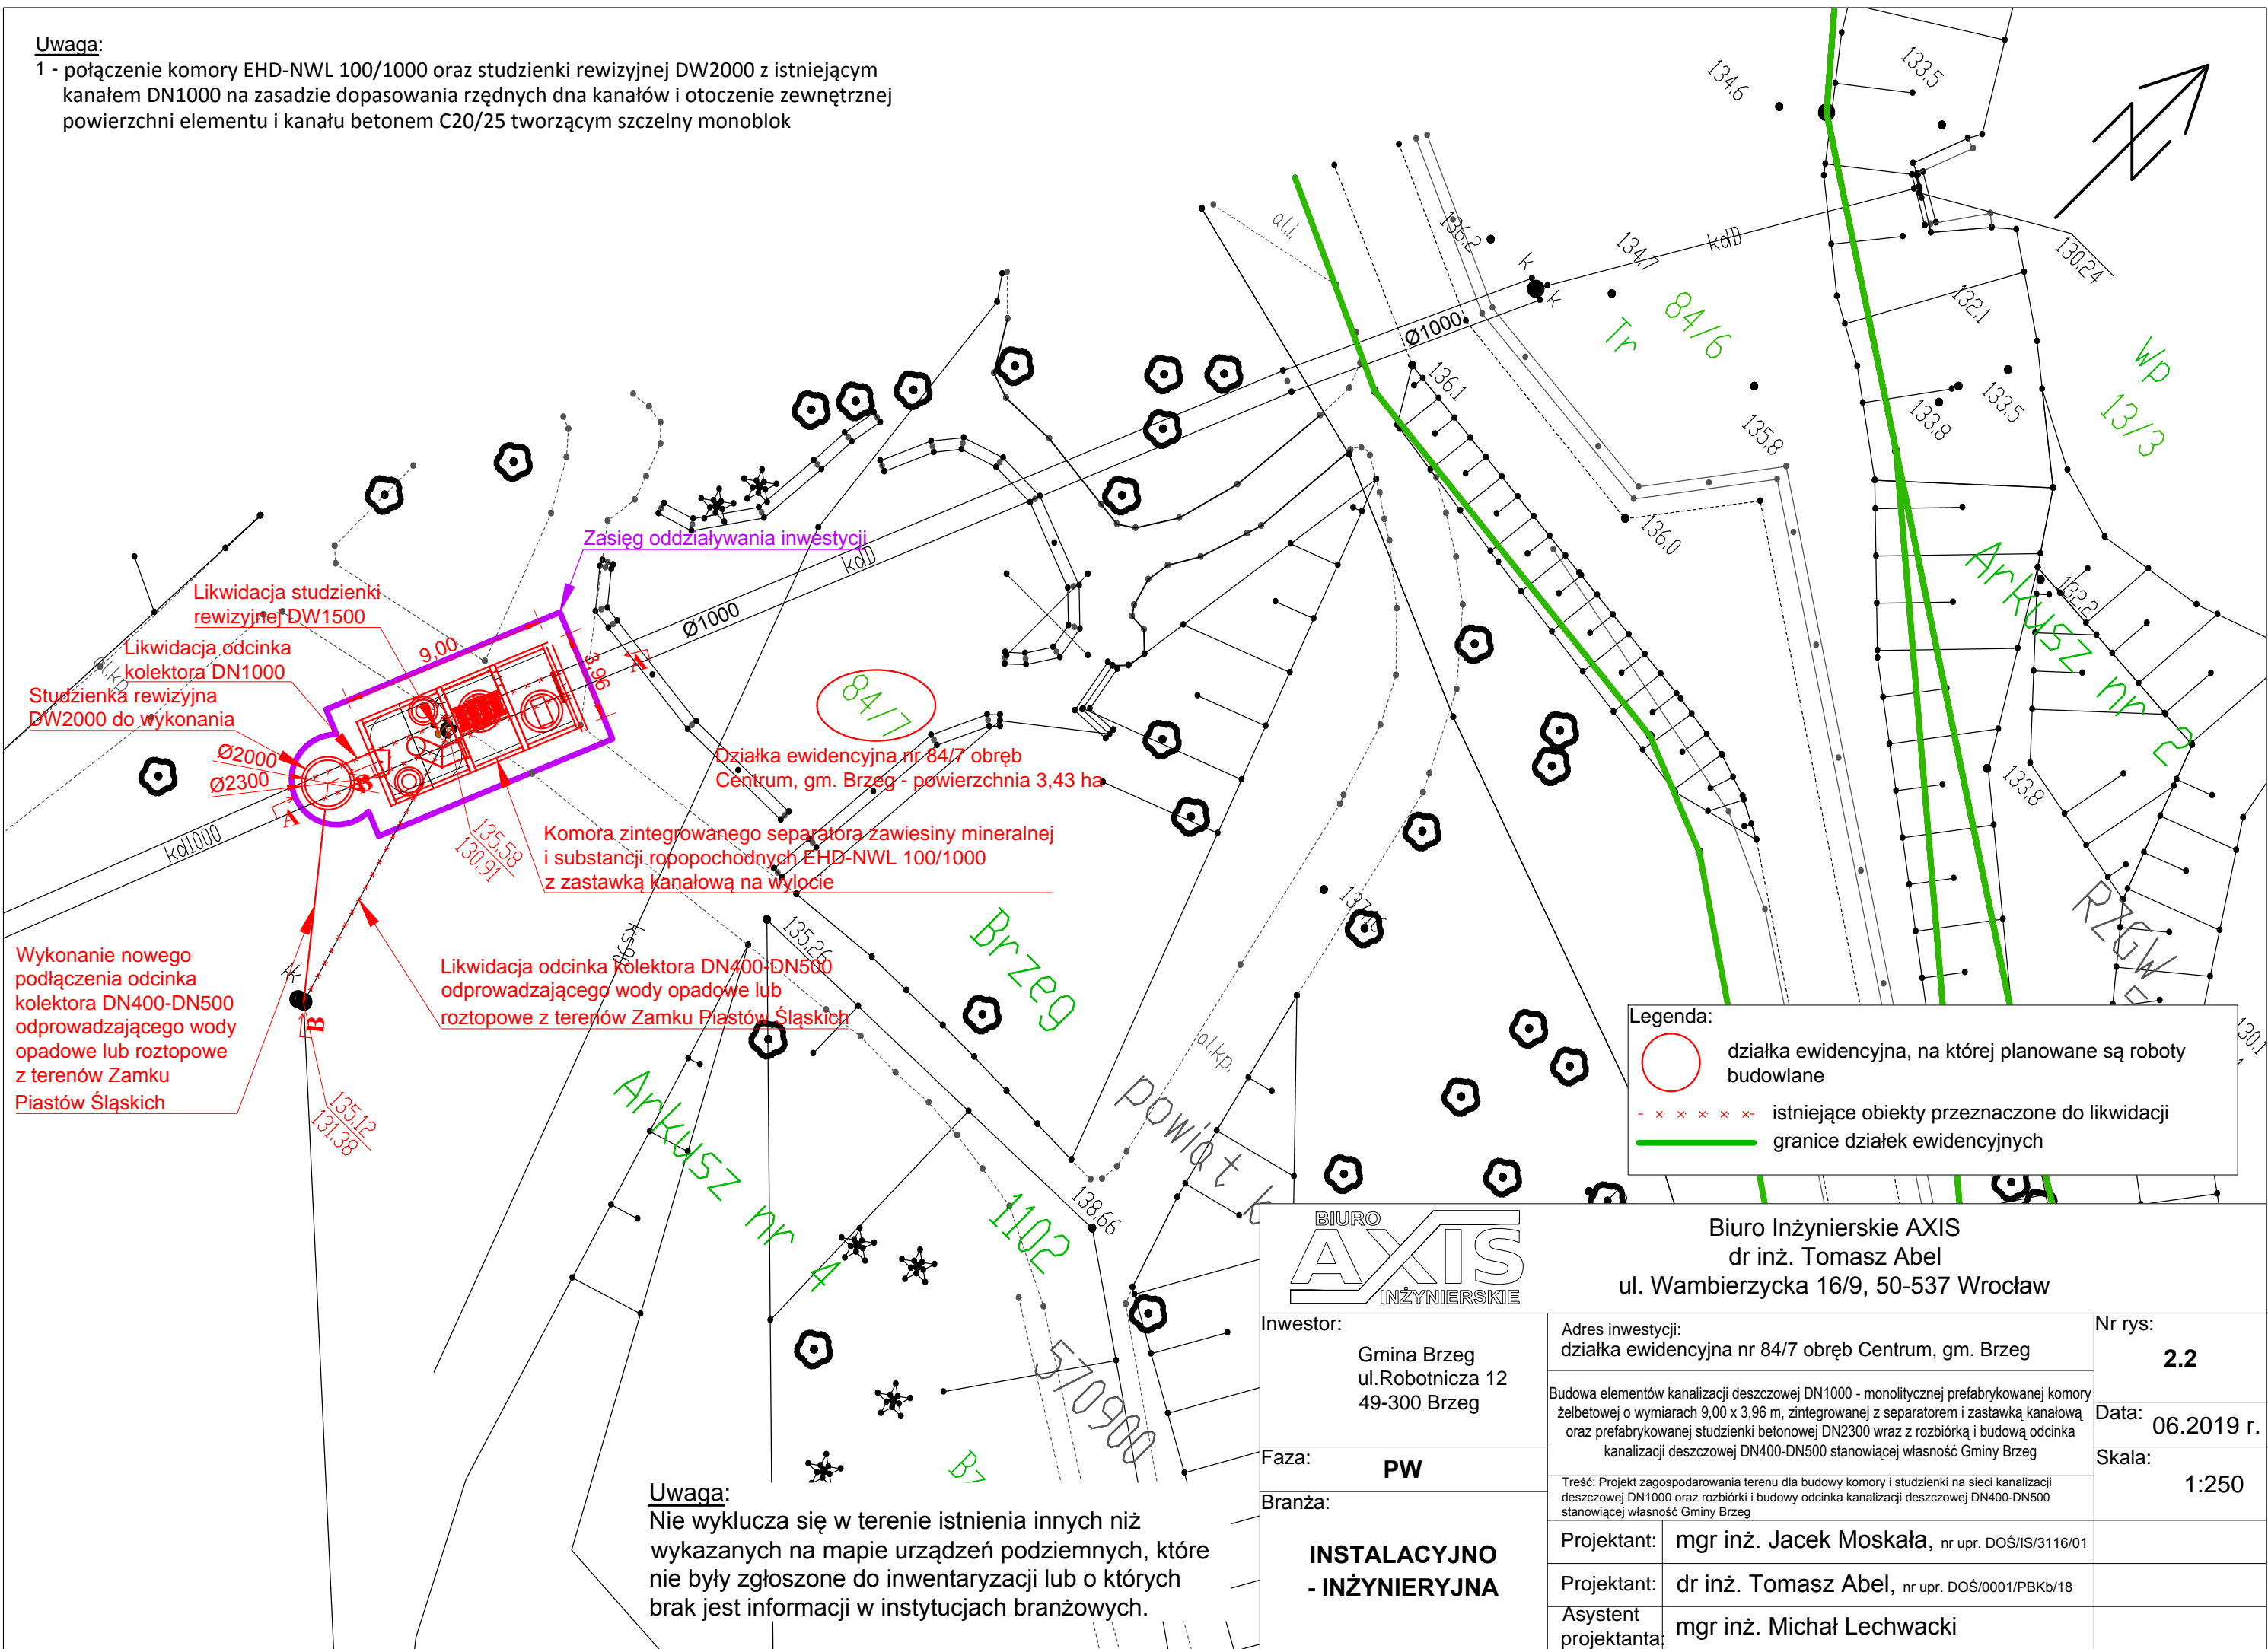 Uwaga:
1 - połączenie komory EHD-NWL 100/1000 oraz studzienki rewizyjnej DW2000 z istniejącym
kanałem DN1000 na zasadzie dopasowania rzędnych dna kanałów i otoczenie zewnętrznej
powierzchni elementu i kanału betonem C20/25 tworzącym szczelny monoblok
134.6
133.5
136.2
134.7
kdD
130.24
al.i.
k
k
Tr
84/6
132.1
Wp
13/3
Ø1000
136.1
135.8
133.8
133.5
136.0
Arkusz nr 2
132.2
133.8
Zasięg oddziaływania inwestycji
kdD
Ø1000
Likwidacja studzienki
rewizyjnej DW1500
Likwidacja odcinka
kolektora DN1000
Studzienka rewizyjna
DW2000 do wykonania
9,00
3,96
A
Ø2000
Ø2300
B
A
kd1000
84/7
Działka ewidencyjna nr 84/7 obręb
Centrum, gm. Brzeg - powierzchnia 3,43 ha
Komora zintegrowanego separatora zawiesiny mineralnej
i substancji ropopochodnych EHD-NWL 100/1000
z zastawką kanałową na wylocie
135.58
130.91
ks90
135.26
Brzeg
RZGW
Wykonanie nowego
podłączenia odcinka
kolektora DN400-DN500
odprowadzającego wody
opadowe lub roztopowe
z terenów Zamku
Piastów Śląskich
Likwidacja odcinka kolektora DN400-DN500
odprowadzającego wody opadowe lub
roztopowe z terenów Zamku Piastów Śląskich
B
135.12
131.38
al.kp.
powiat
Arkusz nr 4
1102
138.66
570900
Bz
Legenda:
działka ewidencyjna, na której planowane są roboty
budowlane
istniejące obiekty przeznaczone do likwidacji
granice działek ewidencyjnych
BIURO
AXIS
INŻYNIERSKIE
Biuro Inżynierskie AXIS
dr inż. Tomasz Abel
ul. Wambierzycka 16/9, 50-537 Wrocław
Inwestor:
Gmina Brzeg
ul.Robotnicza 12
49-300 Brzeg
Adres inwestycji:
działka ewidencyjna nr 84/7 obręb Centrum, gm. Brzeg
Nr rys:
2.2
Budowa elementów kanalizacji deszczowej DN1000 - monolitycznej prefabrykowanej komory
żelbetowej o wymiarach 9,00 x 3,96 m, zintegrowanej z separatorem i zastawką kanałową
oraz prefabrykowanej studzienki betonowej DN2300 wraz z rozbiórką i budową odcinka
kanalizacji deszczowej DN400-DN500 stanowiącej własność Gminy Brzeg
Data:
06.2019 r.
Faza:
PW
Skala:
1:250
Treść: Projekt zagospodarowania terenu dla budowy komory i studzienki na sieci kanalizacji
deszczowej DN1000 oraz rozbiórki i budowy odcinka kanalizacji deszczowej DN400-DN500
stanowiącej własność Gminy Brzeg
Branża:
INSTALACYJNO
- INŻYNIERYJNA
Projektant:
mgr inż. Jacek Moskała, nr upr. DOŚ/IS/3116/01
Projektant:
dr inż. Tomasz Abel, nr upr. DOŚ/0001/PBKb/18
Asystent
projektanta:
mgr inż. Michał Lechwacki
Uwaga:
Nie wyklucza się w terenie istnienia innych niż
wykazanych na mapie urządzeń podziemnych, które
nie były zgłoszone do inwentaryzacji lub o których
brak jest informacji w instytucjach branżowych.